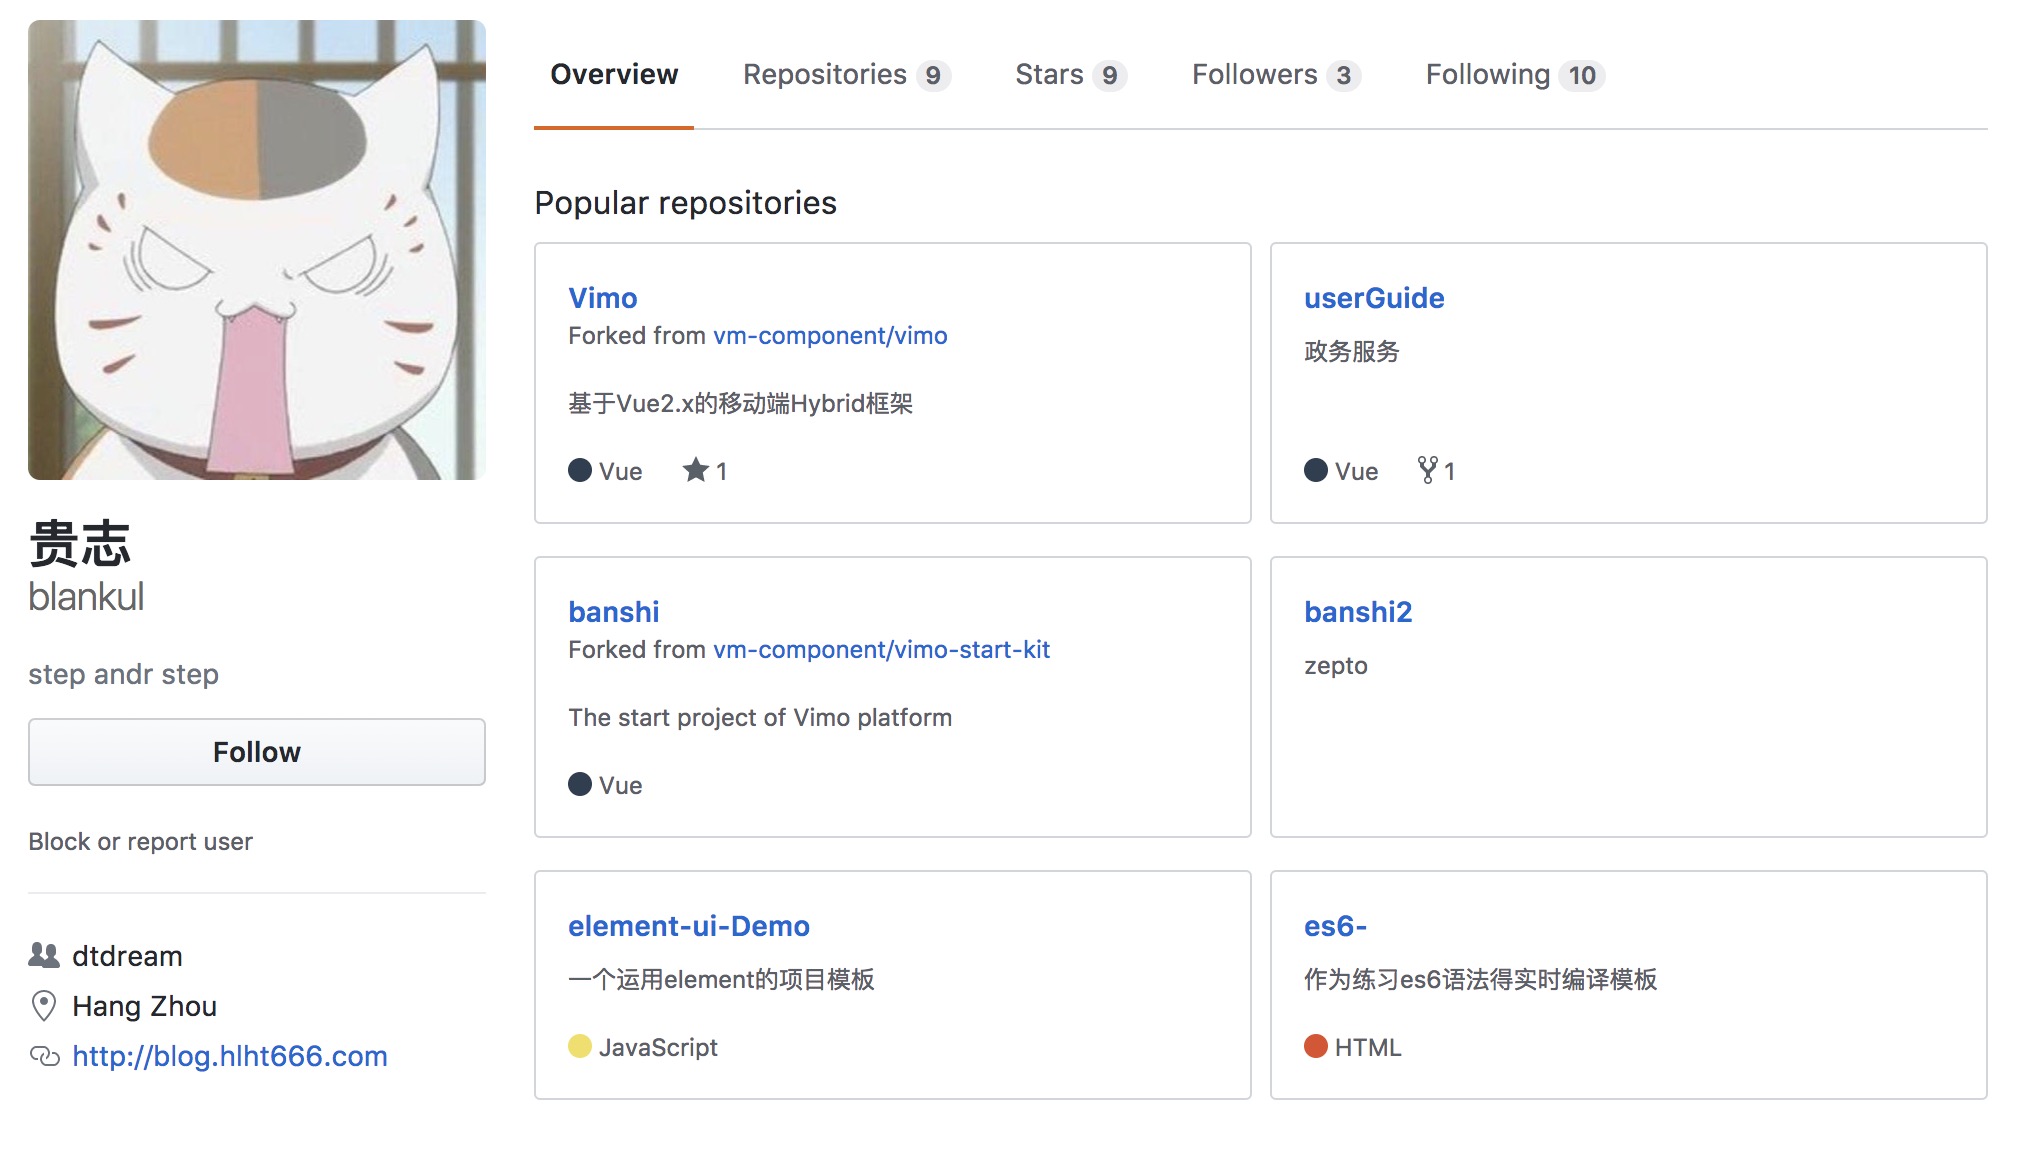 Overview Repositories 9 Stars 9 Followers 3 Following 10
贵志
blankul
step andr step
Follow
Block or report user
dtdream
Hang Zhou
http://blog.hlht666.com
Popular repositories
Vimo
Forked from vm-component/vimo
基于Vue2.x的移动端Hybrid框架
Vue 1
userGuide
政务服务
Vue 1
banshi
Forked from vm-component/vimo-start-kit
The start project of Vimo platform
Vue
banshi2
zepto
element-ui-Demo
一个运用element的项目模板
JavaScript
es6-
作为练习es6语法得实时编译模板
HTML